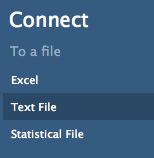 Connect
To a file
Excel
Text File
Statistical File